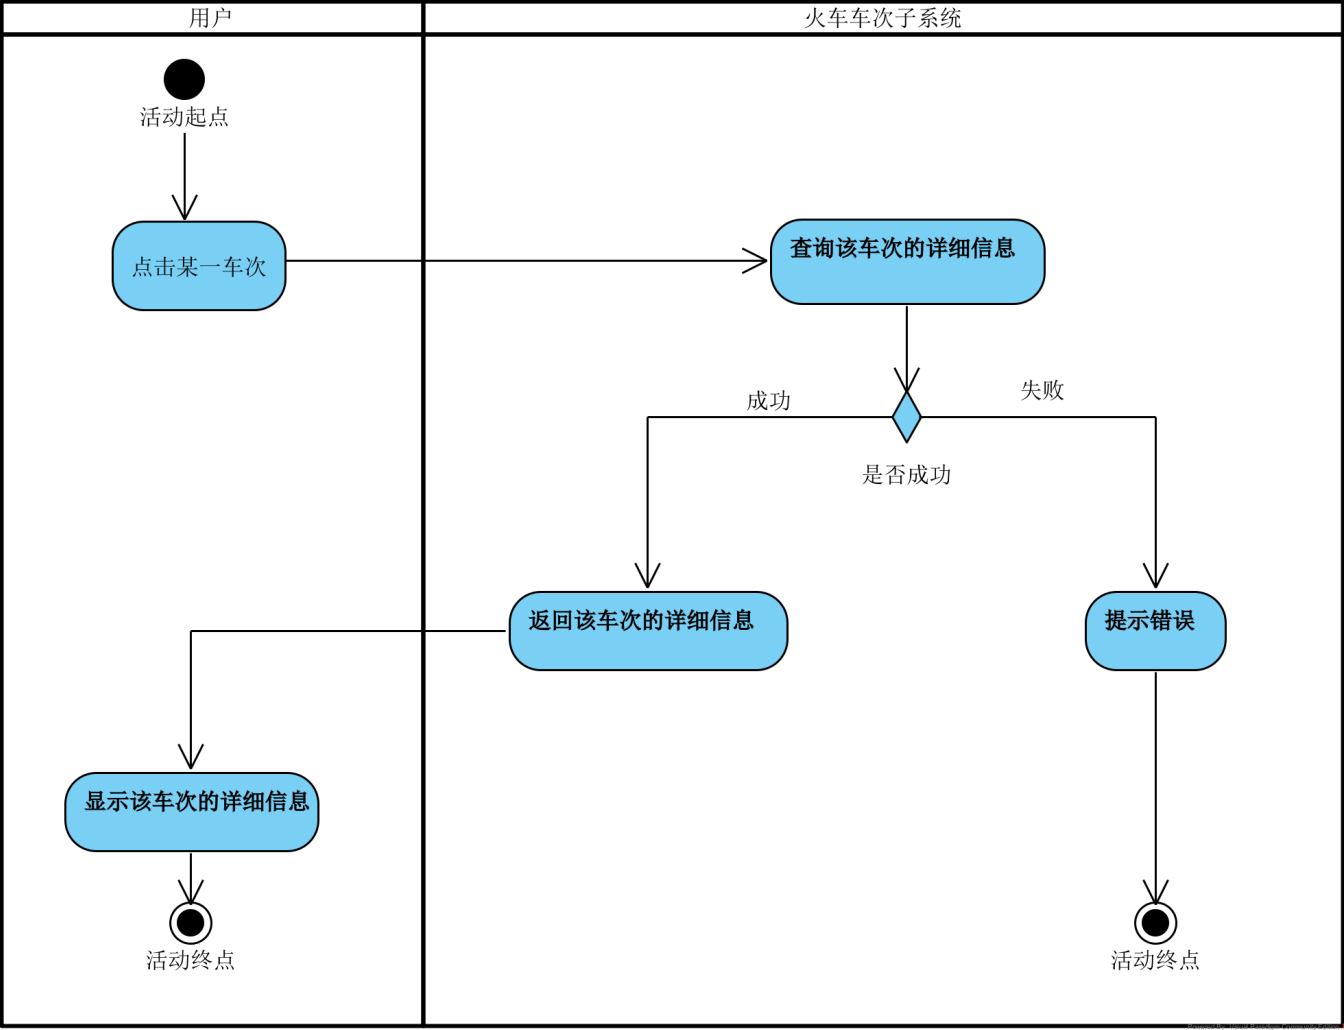 用户
火车车次子系统
活动起点
点击某一车次
查询该车次的详细信息
成功
失败
是否成功
返回该车次的详细信息
提示错误
显示该车次的详细信息
活动终点
活动终点